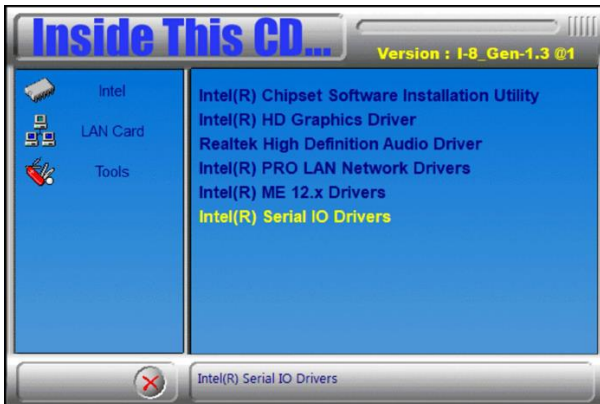 Inside This CD...
Version : I-8_Gen-1.3 @1
Intel
LAN Card
Tools
Intel(R) Chipset Software Installation Utility
Intel(R) HD Graphics Driver
Realtek High Definition Audio Driver
Intel(R) PRO LAN Network Drivers
Intel(R) ME 12.x Drivers
Intel(R) Serial IO Drivers
Intel(R) Serial IO Drivers